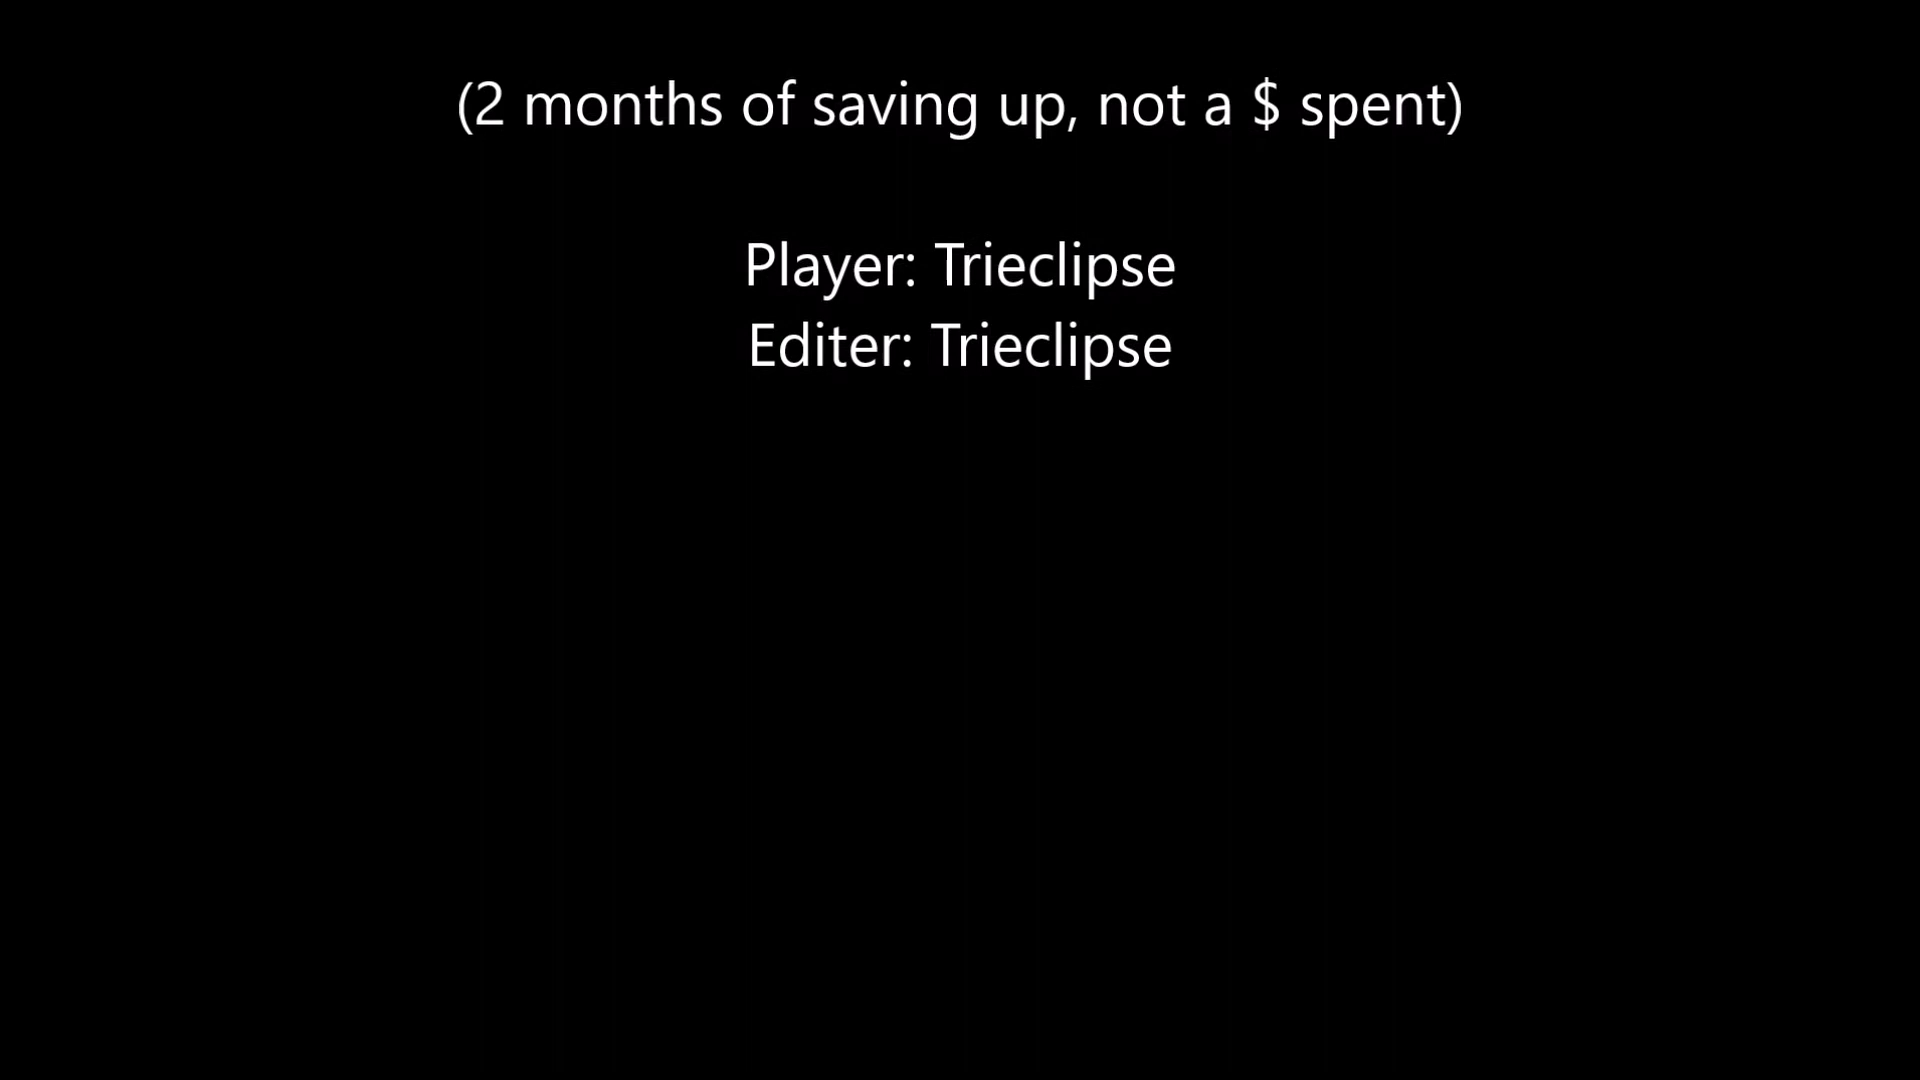 (2 months of saving up, not a $ spent)
Player: Trieclipse
Editer: Trieclipse